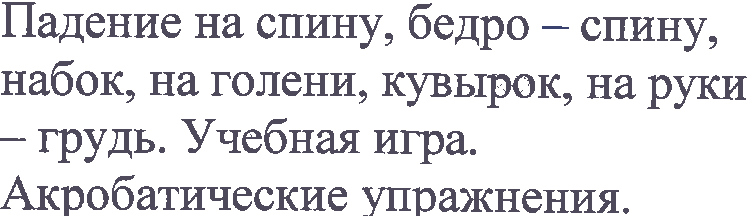 Падение на спину, бедро – спину,
набок, на голени, кувырок, на руки
– грудь. Учебная игра.
Акробатические упражнения.